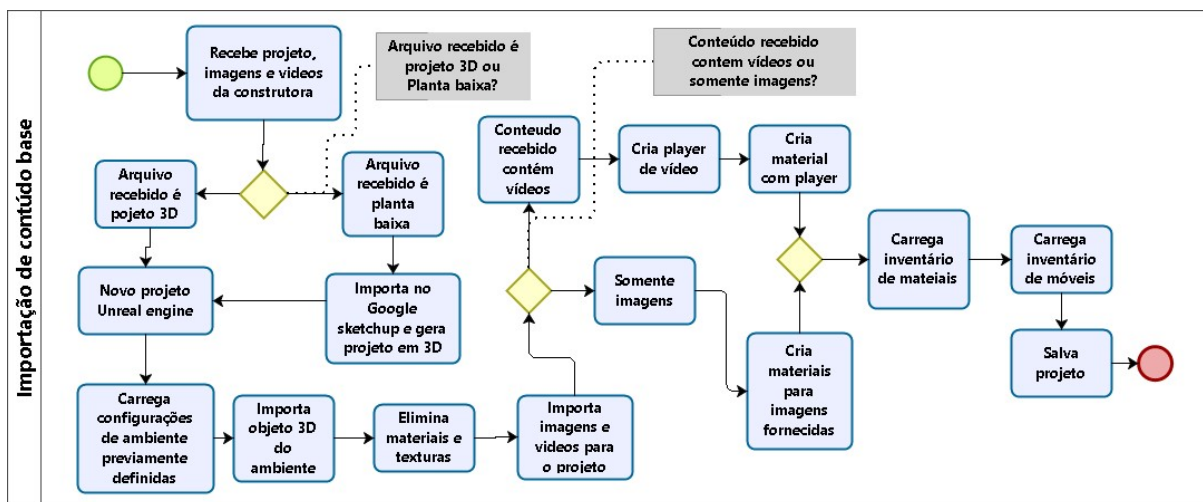 Importação de contúdo base
Recebe projeto,
imagens e videos
da construtora
Arquivo recebido é
projeto 3D ou
Planta baixa?
Arquivo
recebido é
pojeto 3D
Arquivo
recebido é
planta
baixa
Novo projeto
Unreal engine
Importa no
Google
sketchup e gera
projeto em 3D
Carrega
configurações
de ambiente
previamente
definidas
Importa
objeto 3D
do
ambiente
Elimina
materiais e
texturas
Importa
imagens e
videos para
o projeto
Conteúdo recebido
contem vídeos ou
somente imagens?
Conteudo
recebido
contém
vídeos
Cria player
de vídeo
Cria
material
com player
Somente
imagens
Cria
materiais
para
imagens
fornecidas
Carrega
inventário
de mateiais
Carrega
inventário
de móveis
Salva
projeto